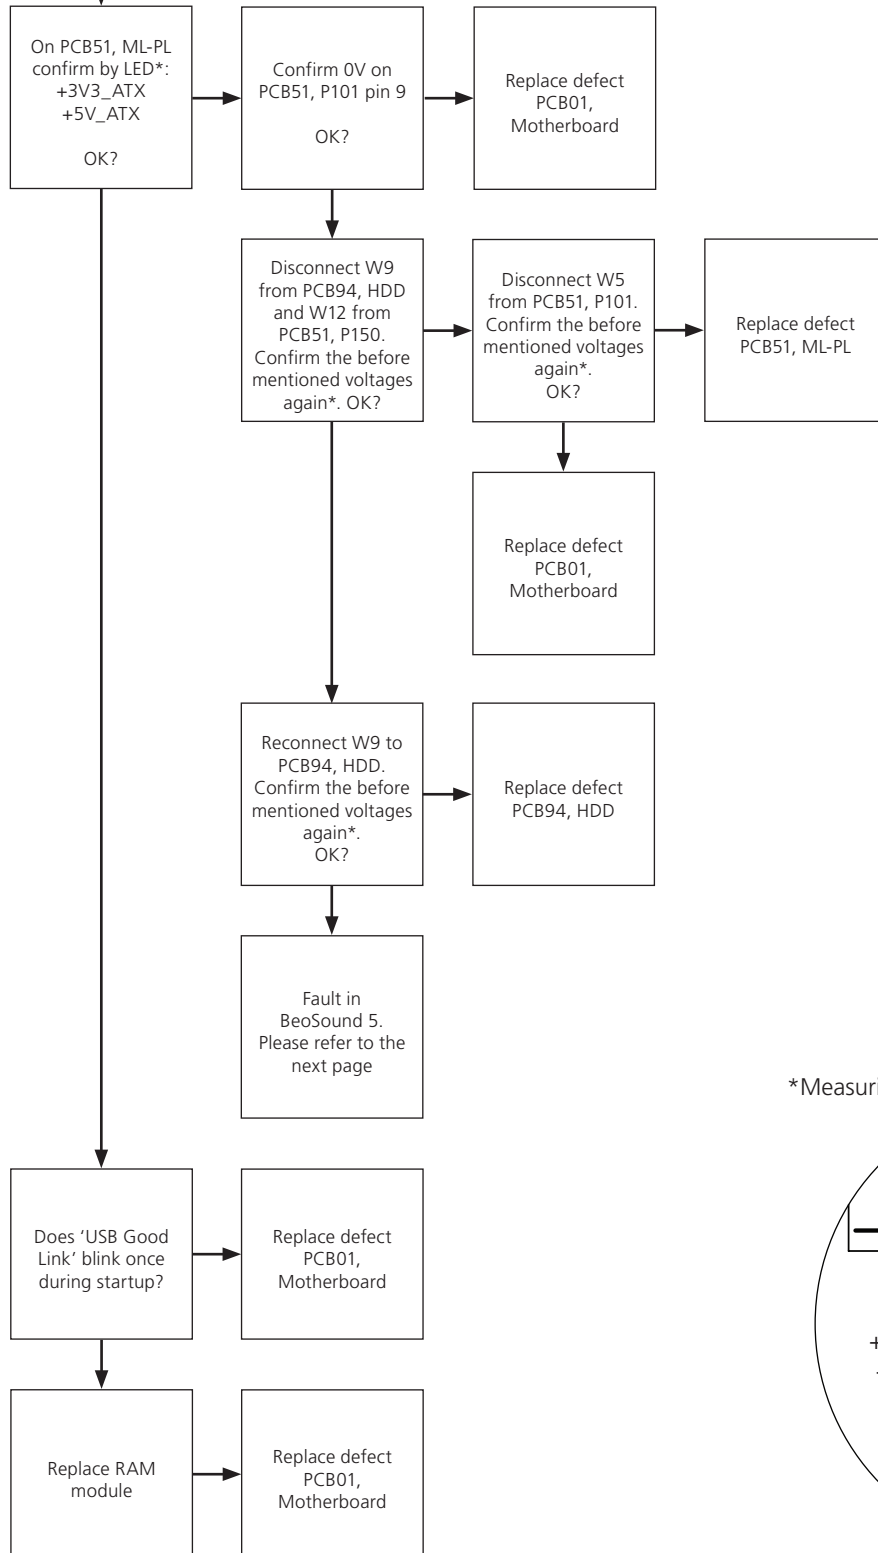 On PCB51, ML-PL
confirm by LED*:
+3V3_ATX
+5V_ATX
OK?
Confirm 0V on
PCB51, P101 pin 9
OK?
Replace defect
PCB01,
Motherboard
Disconnect W9
from PCB94, HDD
and W12 from
PCB51, P150.
Confirm the before
mentioned voltages
again*. OK?
Disconnect W5
from PCB51, P101.
Confirm the before
mentioned voltages
again*.
OK?
Replace defect
PCB51, ML-PL
Replace defect
PCB01,
Motherboard
Reconnect W9 to
PCB94, HDD.
Confirm the before
mentioned voltages
again*.
OK?
Replace defect
PCB94, HDD
Fault in
BeoSound 5.
Please refer to the
next page
*Measuri
Does ‘USB Good
Link’ blink once
during startup?
Replace defect
PCB01,
Motherboard
+
Replace RAM
module
Replace defect
PCB01,
Motherboard